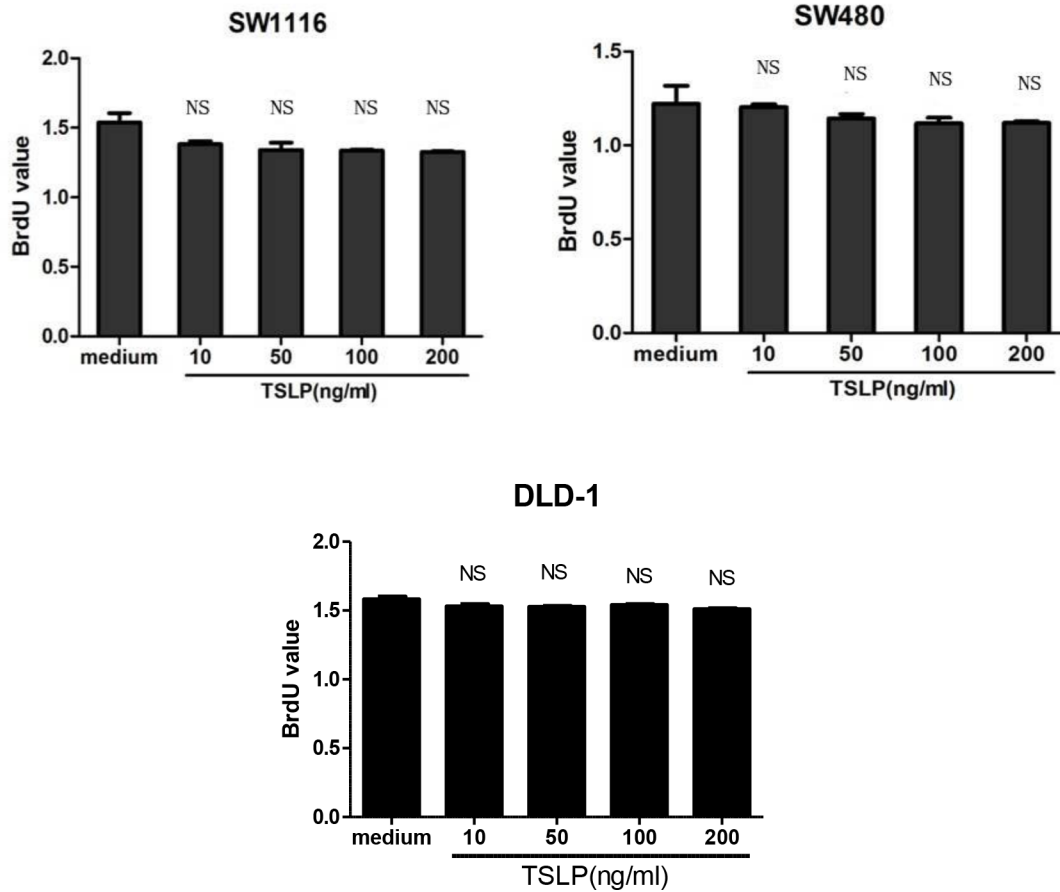 SW1116
2.0
NS NS NS NS
1.5
1.0
0.5
0.0
BrdU value
medium 10 50 100 200
TSLP(ng/ml)
SW480
1.5
NS NS NS NS
1.0
0.5
0.0
BrdU value
medium 10 50 100 200
TSLP(ng/ml)
DLD-1
2.0
NS NS NS NS
1.5
1.0
0.5
0.0
BrdU value
medium 10 50 100 200
TSLP(ng/ml)